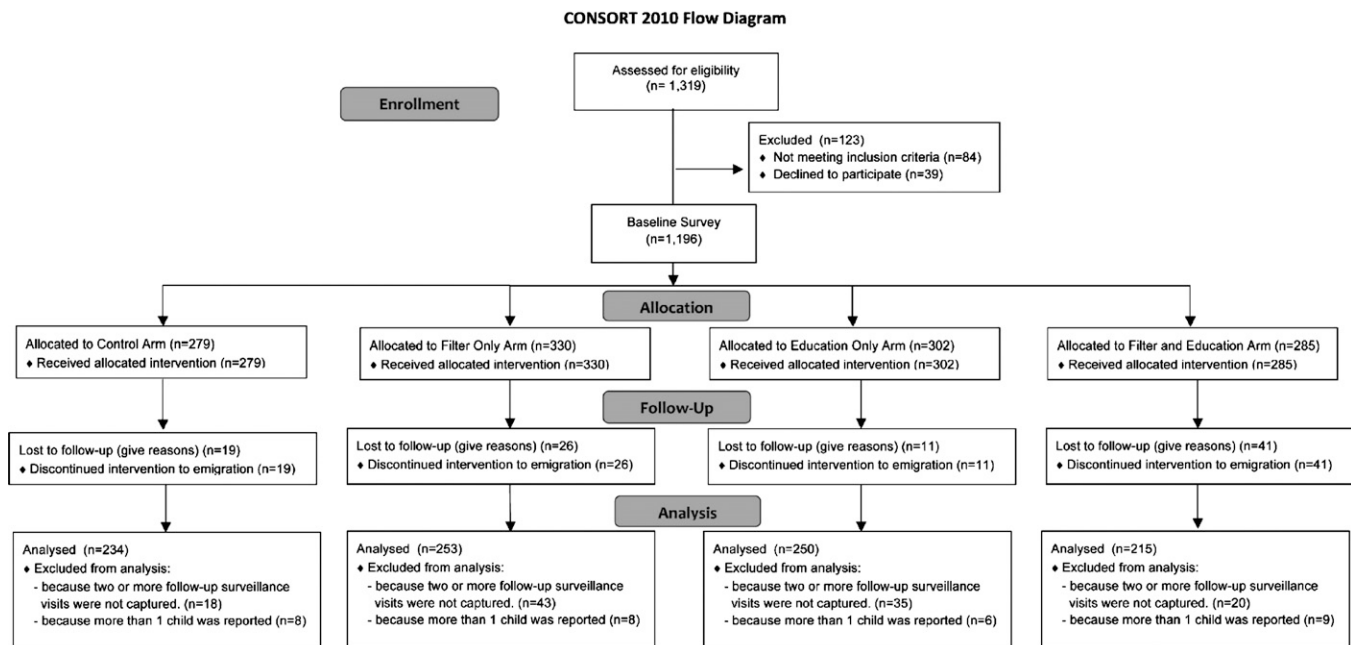 CONSORT 2010 Flow Diagram
Assessed for eligibility
(n= 1,319)
Enrollment
Excluded (n=123)
♦ Not meeting inclusion criteria (n=84)
♦ Declined to participate (n=39)
Baseline Survey
(n=1,196)
Allocation
Allocated to Control Arm (n=279)
♦ Received allocated intervention (n=279)
Allocated to Filter Only Arm (n=330)
♦ Received allocated intervention (n=330)
Allocated to Education Only Arm (n=302)
♦ Received allocated intervention (n=302)
Allocated to Filter and Education Arm (n=285)
♦ Received allocated intervention (n=285)
Follow-Up
Lost to follow-up (give reasons) (n=19)
♦ Discontinued intervention to emigration (n=19)
Lost to follow-up (give reasons) (n=26)
♦ Discontinued intervention to emigration (n=26)
Lost to follow-up (give reasons) (n=11)
♦ Discontinued intervention to emigration (n=11)
Lost to follow-up (give reasons) (n=41)
♦ Discontinued intervention to emigration (n=41)
Analysis
Analysed (n=234)
♦ Excluded from analysis:
- because two or more follow-up surveillance
visits were not captured. (n=18)
- because more than 1 child was reported (n=8)
Analysed (n=253)
♦ Excluded from analysis:
- because two or more follow-up surveillance
visits were not captured. (n=43)
- because more than 1 child was reported (n=8)
Analysed (n=250)
♦ Excluded from analysis:
- because two or more follow-up surveillance
visits were not captured. (n=35)
- because more than 1 child was reported (n=6)
Analysed (n=215)
♦ Excluded from analysis:
- because two or more follow-up surveillance
visits were not captured. (n=20)
- because more than 1 child was reported (n=9)